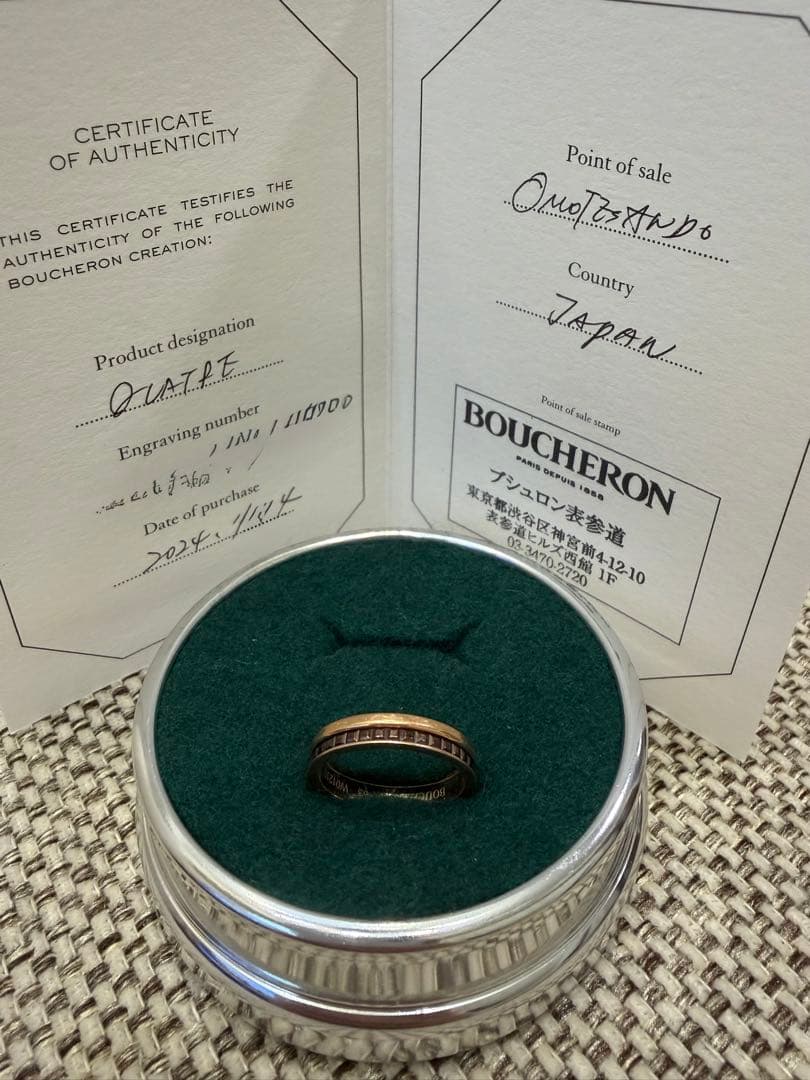 CERTIFICATE
OF AUTHENTICITY
THIS CERTIFICATE TESTIFIES THE
AUTHENTICITY OF THE FOLLOWING
BOUCHERON CREATION:
Product designation
QUATRE
Engraving number
Date of purchase
2024.
Point of sale
OMOTESANDO
Country
JAPAN
Point of sale stamp
BOUCHERON
PARIS DEPUIS 1858
ブシュロン表参道
東京都渋谷区神宮前4-12-10
表参道ヒルズ西館 1F
03.3470-2720